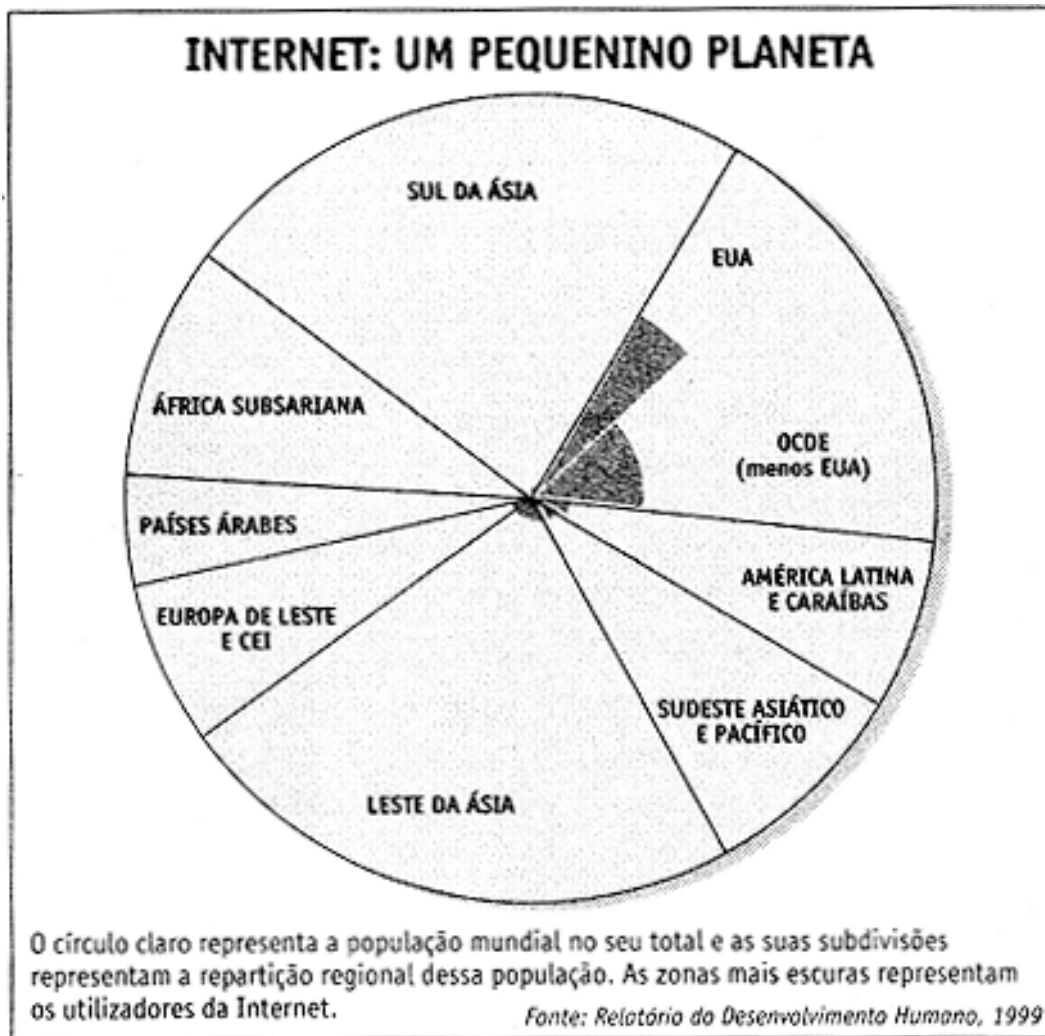 INTERNET: UM PEQUENINO PLANETA
SUL DA ÁSIA
EUA
ÁFRICA SUBSARIANA
OCDE
(menos EUA)
PAÍSES ÁRABES
AMÉRICA LATINA
E CARAÍBAS
EUROPA DE LESTE
E CEI
SUDESTE ASIÁTICO
E PACÍFICO
LESTE DA ÁSIA
O círculo claro representa a população mundial no seu total e as suas subdivisões
representam a repartição regional dessa população. As zonas mais escuras representam
os utilizadores da Internet.
Fonte: Relatório do Desenvolvimento Humano, 1999